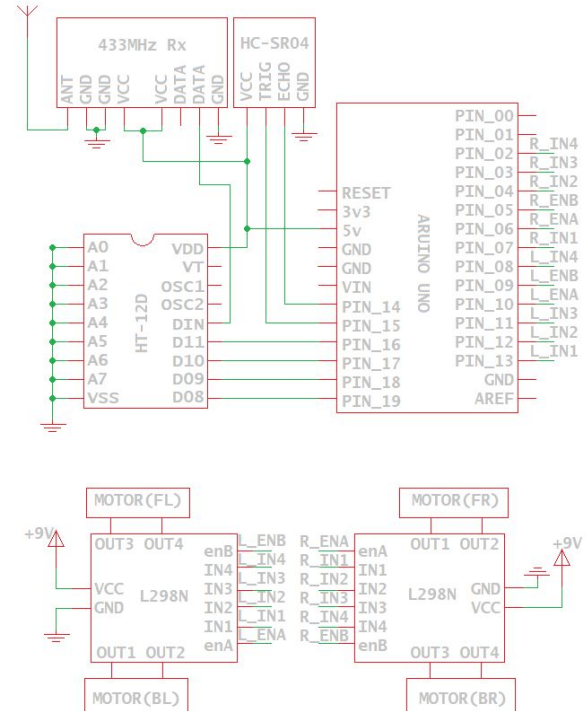 433MHz Rx
ANT
GND
GND
VCC
VCC
DATA
DATA
GND
HC-SR04
VCC
TRIG
ECHO
GND
HT-12D
A0
A1
A2
A3
A4
A5
A6
A7
VSS
VDD
VT
OSC1
OSC2
DIN
D11
D10
D09
D08
ARUINO UNO
RESET
3v3
5v
GND
GND
VIN
PIN_14
PIN_15
PIN_16
PIN_17
PIN_18
PIN_19
PIN_00
PIN_01
PIN_02 R_IN4
PIN_03 R_IN3
PIN_04 R_IN2
PIN_05 R_ENB
PIN_06 R_ENA
PIN_07 R_IN1
PIN_08 L_IN4
PIN_09 L_ENB
PIN_10 L_ENA
PIN_11 L_IN3
PIN_12 L_IN2
PIN_13 L_IN1
GND
AREF
MOTOR(FL)
+9V
OUT3 OUT4
VCC
GND
L298N
enB L_ENB
IN4 L_IN4
IN3 L_IN3
IN2 L_IN2
IN1 L_IN1
enA L_ENA
OUT1 OUT2
MOTOR(BL)
MOTOR(FR)
+9V
OUT1 OUT2
R_ENA enA
R_IN1 IN1
R_IN2 IN2
R_IN3 IN3
R_IN4 IN4
R_ENB enB
L298N
GND
VCC
OUT3 OUT4
MOTOR(BR)